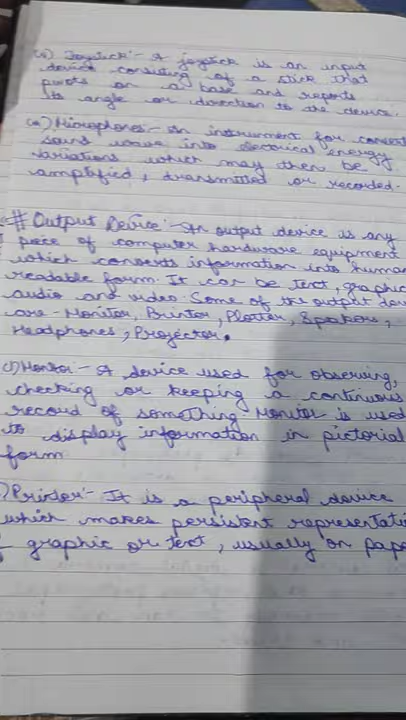 Joystick:- A joystick is an input
device consisting of a stick that
pivots on a base and reports
its angle or direction to the device.
Microphones:- An instrument for convert
sound wave into electrical energy
variations which may then be
amplified, transmitted or recorded.
# Output Device:- An output device is any
piece of computer hardware equipment
which converts information into human
readable form. It can be text, graphic
audio and video. Some of the output dev
are - Monitor, Printer, Plotter, Speakers,
Headphones, Projector.
Monitor:- A device used for observing,
checking or keeping a continuous
record of something Monitor is used
to display information in pictorial
form
Printer:- It is a peripheral device
which makes persistent representati
graphic or text, usually on pape